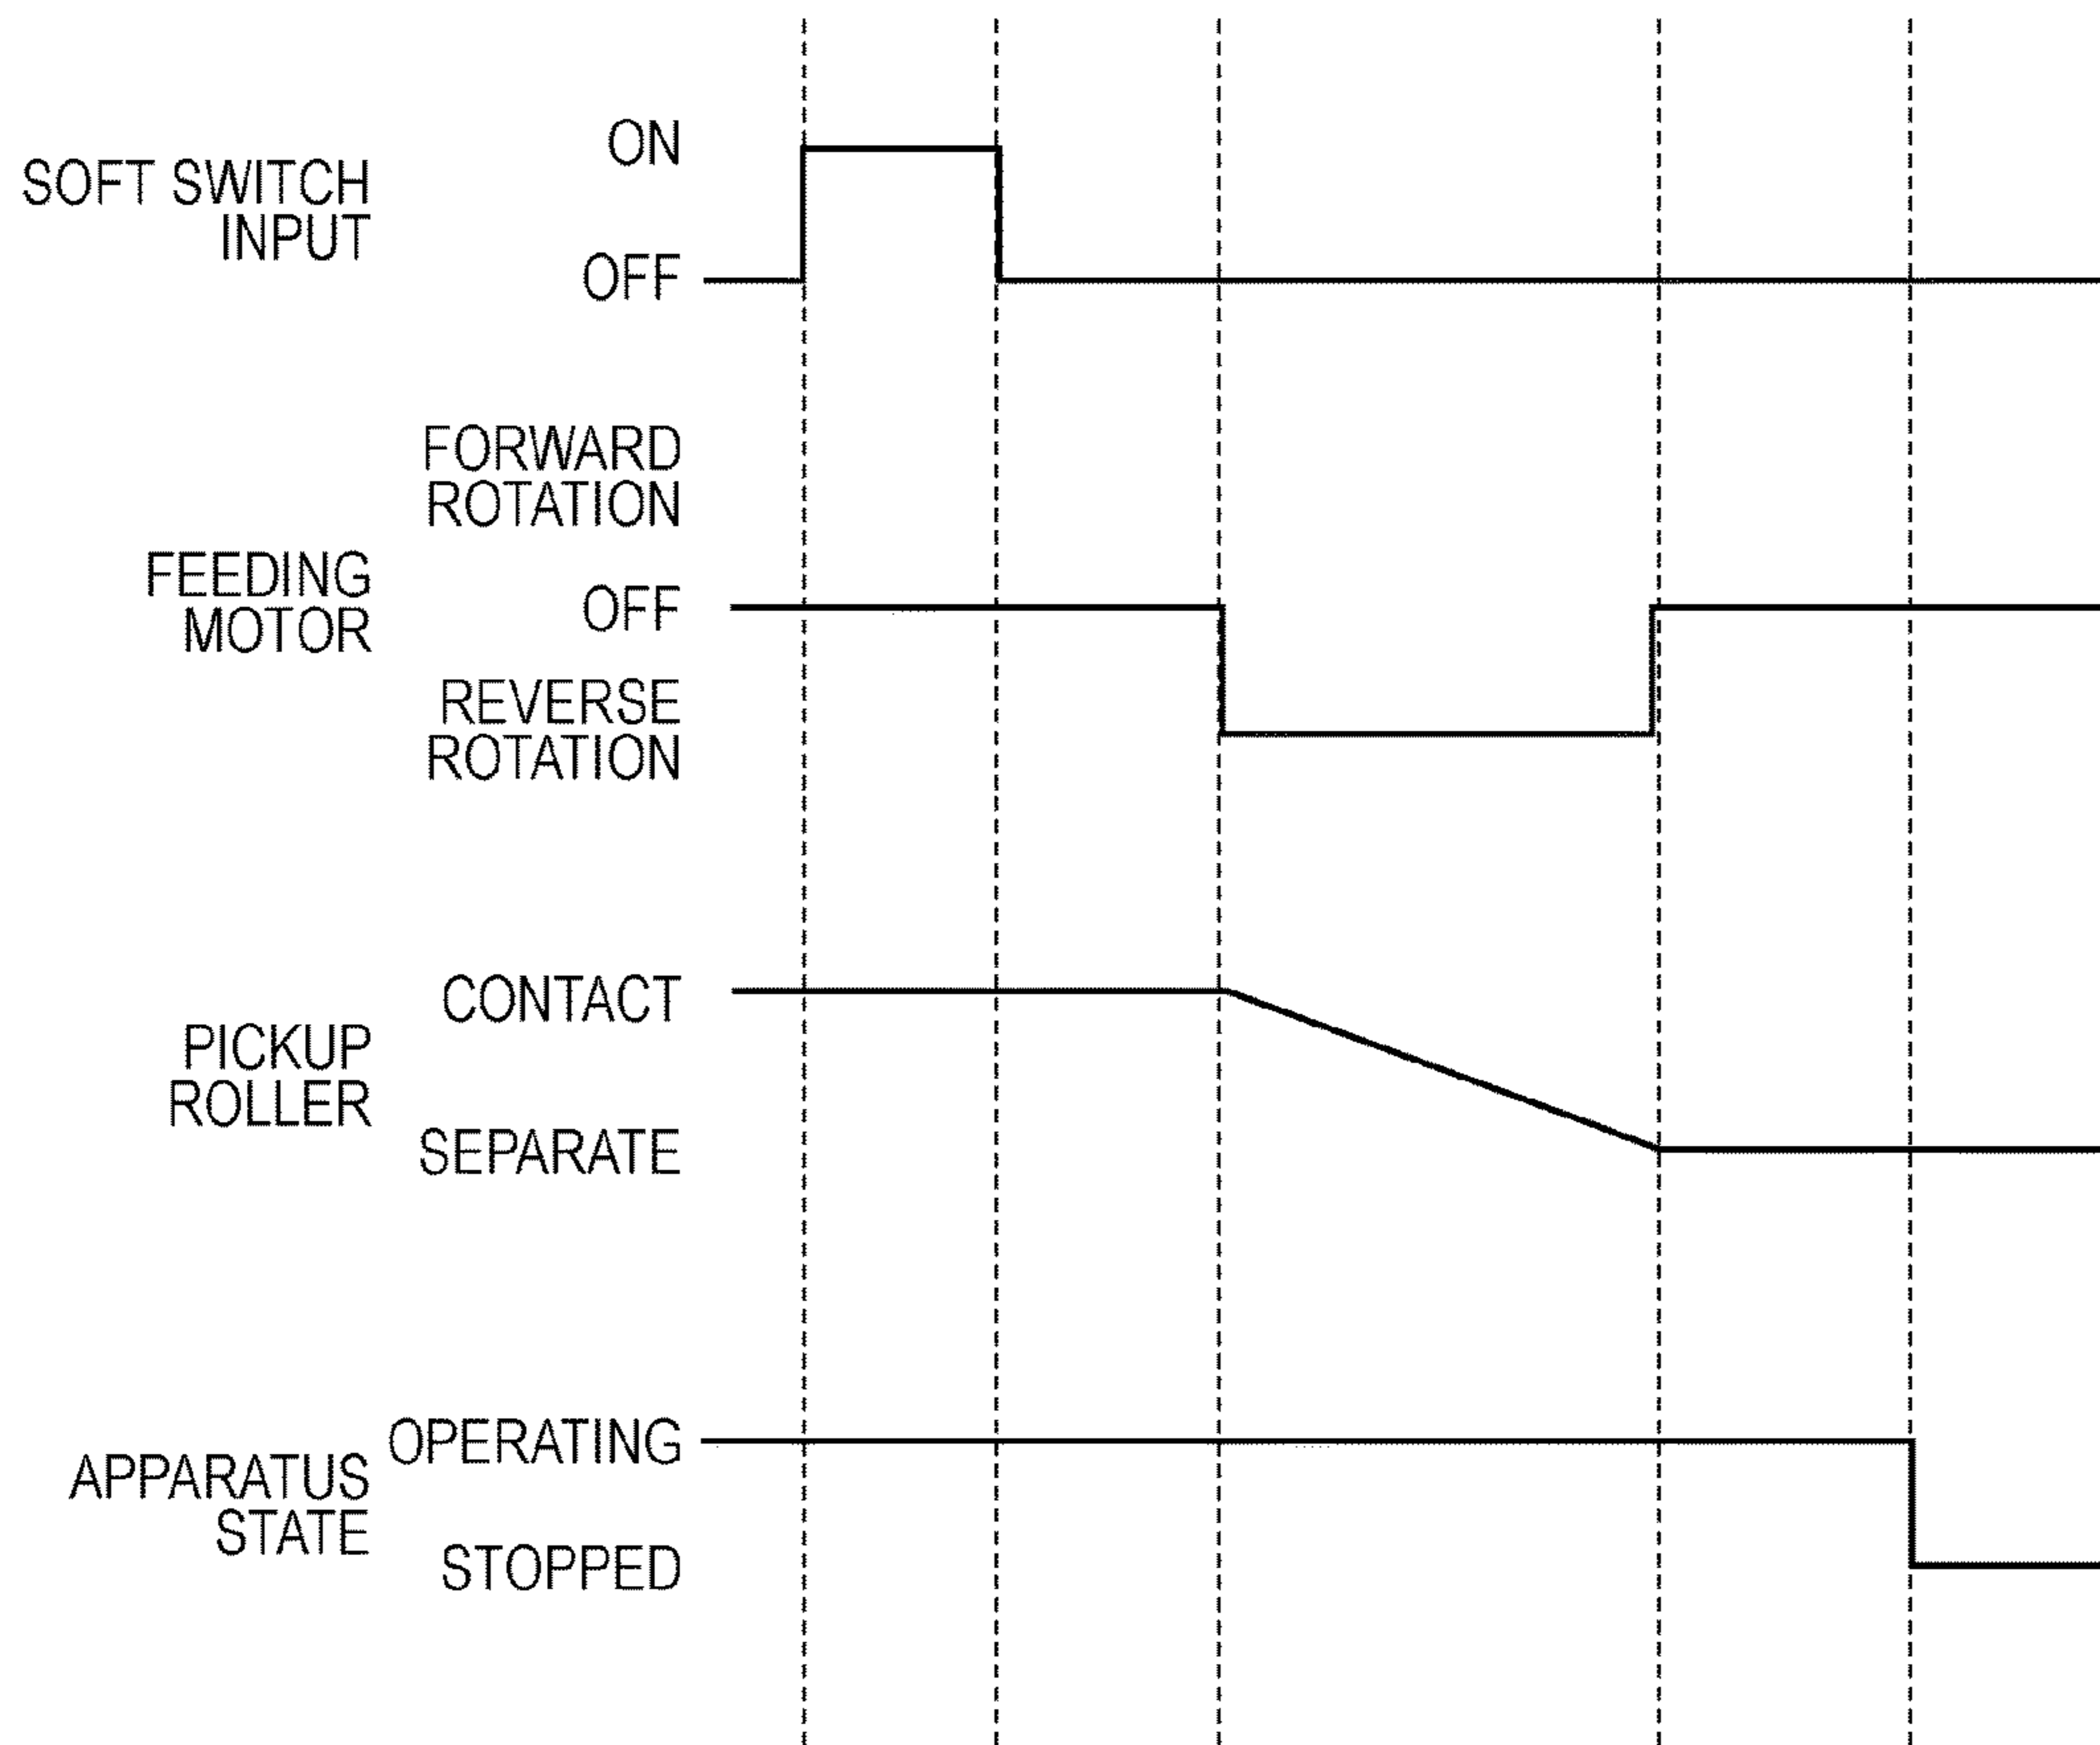 SOFT SWITCH
INPUT
ON
OFF
FEEDING
MOTOR
FORWARD
ROTATION
OFF
REVERSE
ROTATION
PICKUP
ROLLER
CONTACT
SEPARATE
APPARATUS
STATE
OPERATING
STOPPED